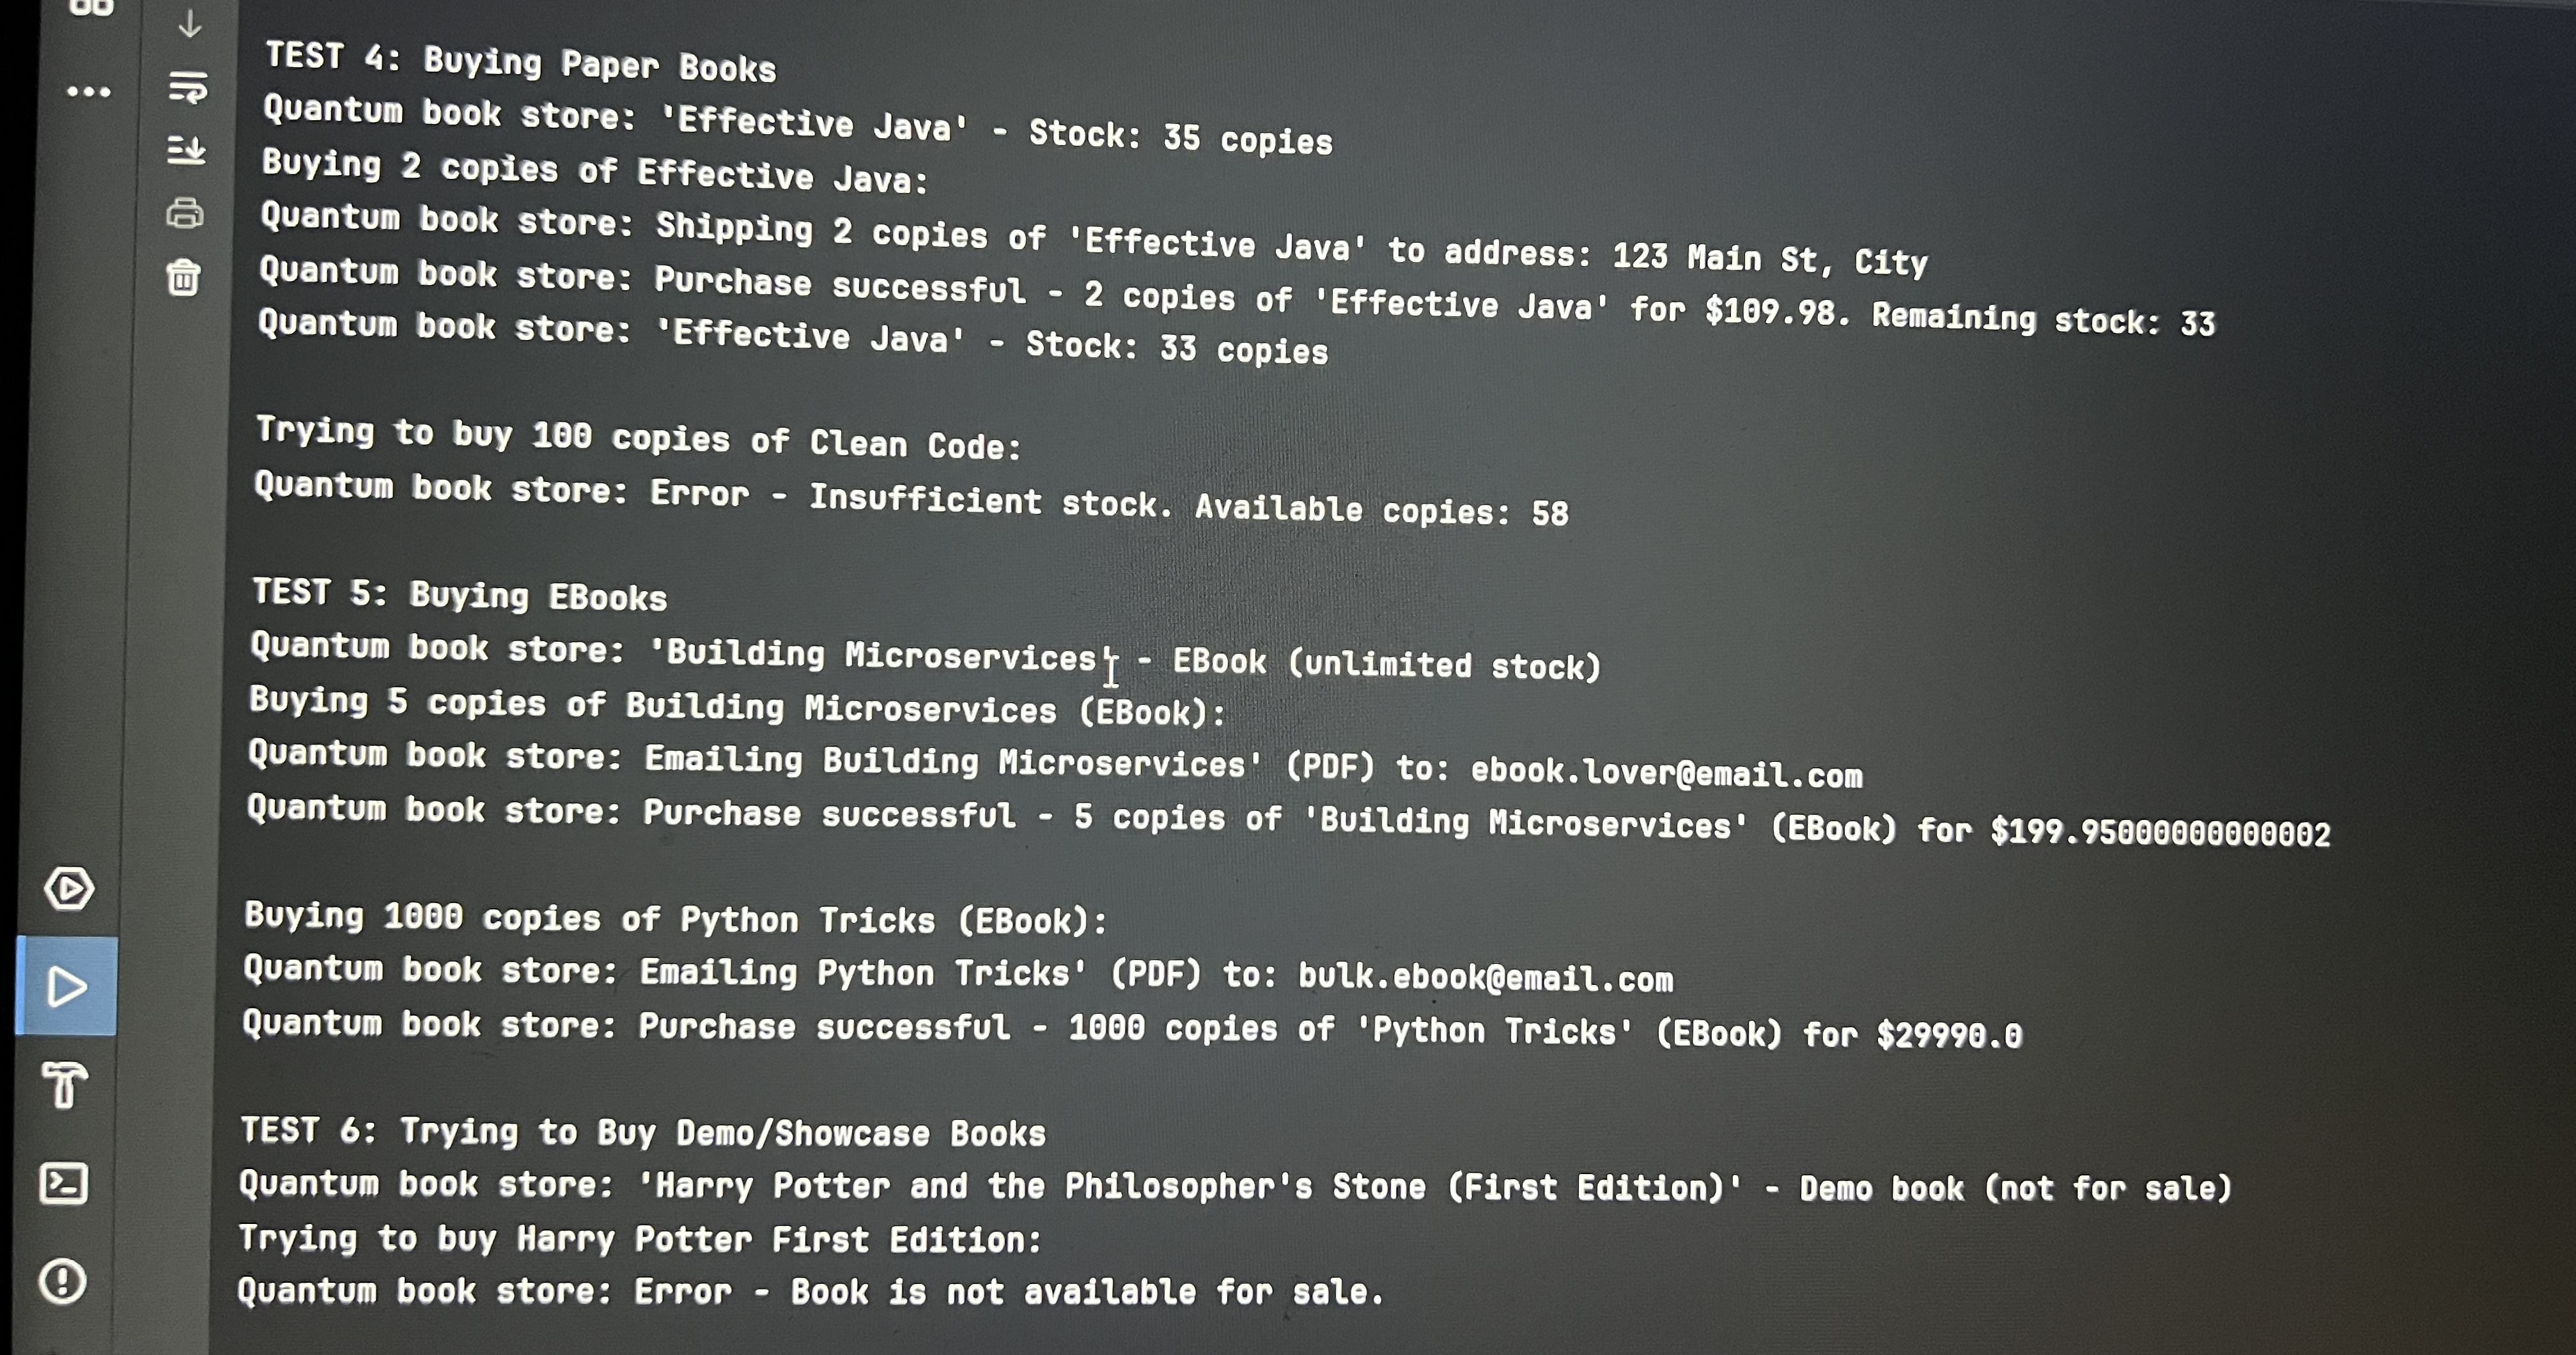 TEST 4: Buying Paper Books
Quantum book store: 'Effective Java' - Stock: 35 copies
Buying 2 copies of Effective Java:
Quantum book store: Shipping 2 copies of 'Effective Java' to address: 123 Main St, City
Quantum book store: Purchase successful - 2 copies of 'Effective Java' for $109.98. Remaining stock: 33
Quantum book store: 'Effective Java' - Stock: 33 copies
Trying to buy 100 copies of Clean Code:
Quantum book store: Error - Insufficient stock. Available copies: 58
TEST 5: Buying EBooks
Quantum book store: 'Building Microservices' - EBook (unlimited stock)
Buying 5 copies of Building Microservices (EBook):
Quantum book store: Emailing Building Microservices' (PDF) to: ebook.lover@email.com
Quantum book store: Purchase successful - 5 copies of 'Building Microservices' (EBook) for $199.95000000000002
Buying 1000 copies of Python Tricks (EBook):
Quantum book store: Emailing Python Tricks' (PDF) to: bulk.ebook@email.com
Quantum book store: Purchase successful - 1000 copies of 'Python Tricks' (EBook) for $29990.0
TEST 6: Trying to Buy Demo/Showcase Books
Quantum book store: 'Harry Potter and the Philosopher's Stone (First Edition)' - Demo book (not for sale)
Trying to buy Harry Potter First Edition:
Quantum book store: Error - Book is not available for sale.